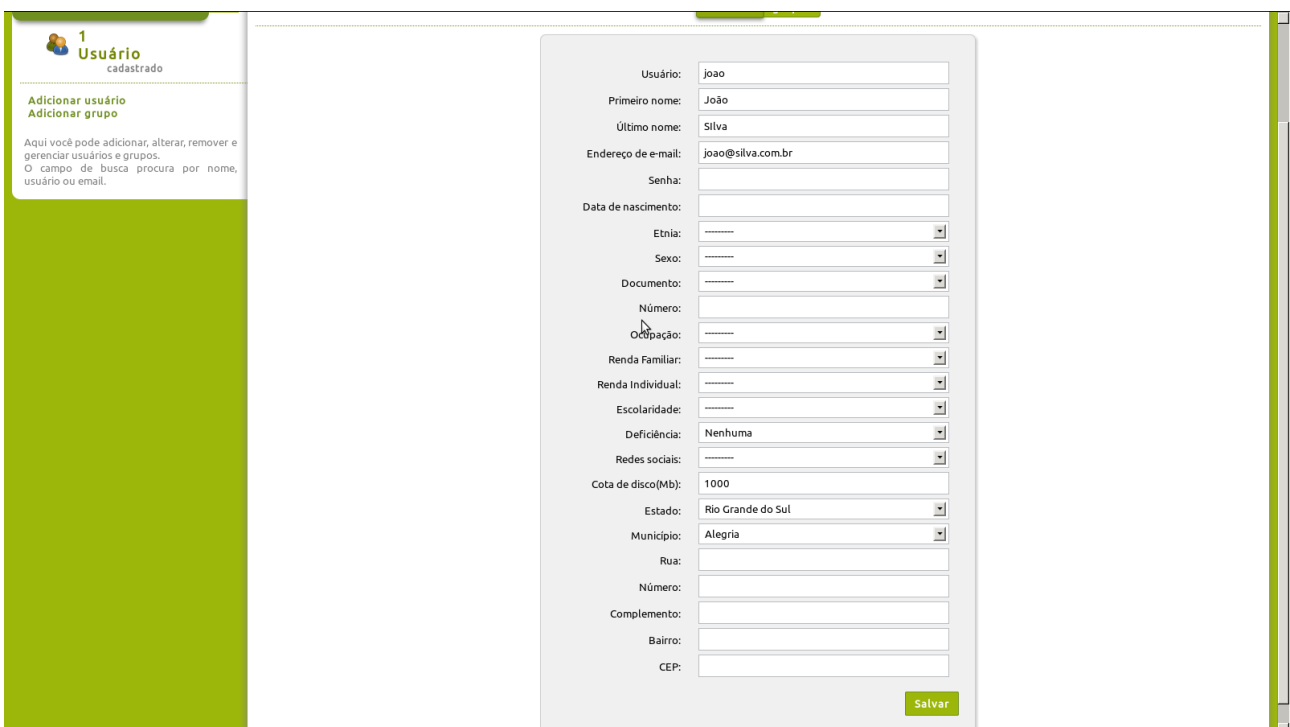 1
Usuário
cadastrado
Adicionar usuário
Adicionar grupo
Aqui você pode adicionar, alterar, remover e
gerenciar usuários e grupos.
O campo de busca procura por nome,
usuário ou email.
Usuário: joao
Primeiro nome: João
Último nome: SIlva
Endereço de e-mail: joao@silva.com.br
Senha:
Data de nascimento:
Etnia: ---------
Sexo: ---------
Documento: ---------
Número:
Ocupação: ---------
Renda Familiar: ---------
Renda Individual: ---------
Escolaridade: ---------
Deficiência: Nenhuma
Redes sociais: ---------
Cota de disco(Mb): 1000
Estado: Rio Grande do Sul
Município: Alegria
Rua:
Número:
Complemento:
Bairro:
CEP:
Salvar